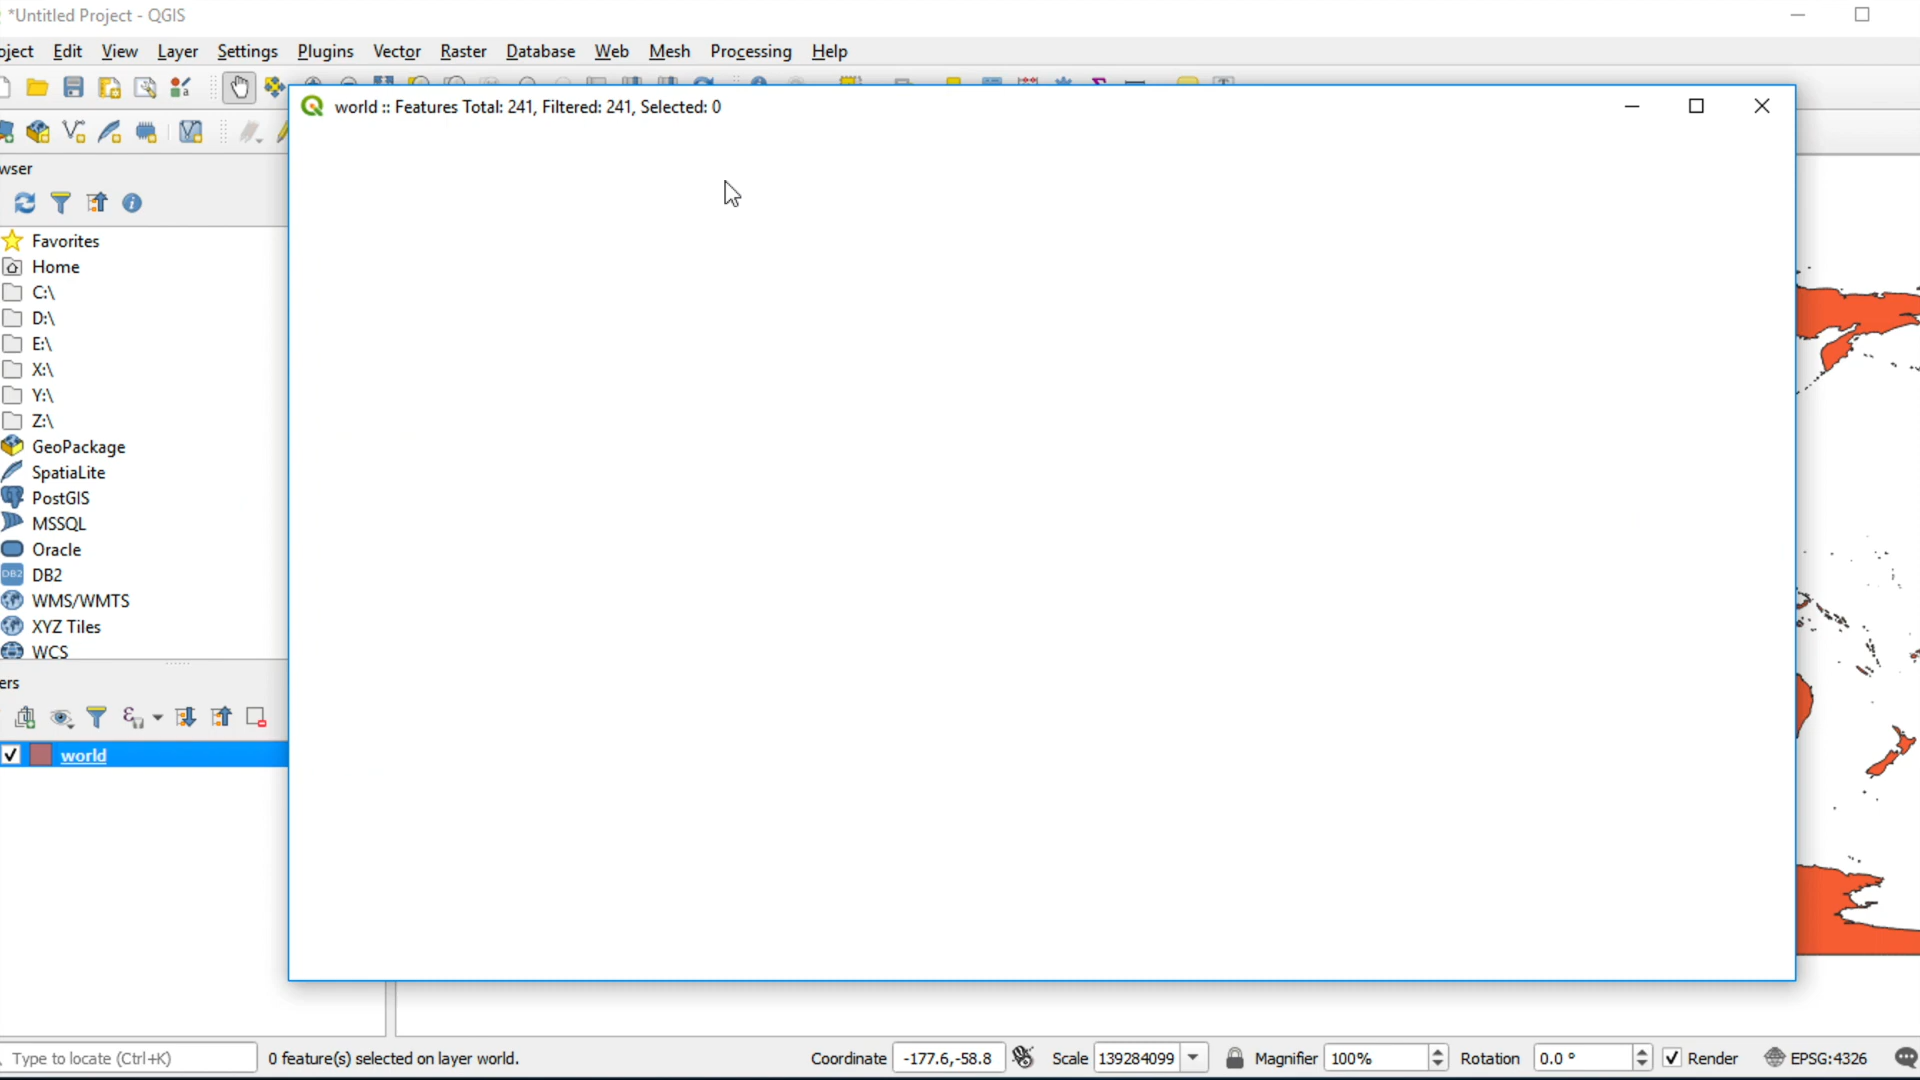 *Untitled Project - QGIS
oject Edit View Layer Settings Plugins Vector Raster Database Web Mesh Processing Help
world :: Features Total: 241, Filtered: 241, Selected: 0
wser
Favorites
Home
C:\
D:\
E:\
X:\
Y:\
Z:\
GeoPackage
SpatiaLite
PostGIS
MSSQL
Oracle
DB2 DB2
WMS/WMTS
XYZ Tiles
WCS
ers
world
Type to locate (Ctrl+K) 0 feature(s) selected on layer world. Coordinate -177.6,-58.8 Scale 139284099 Magnifier 100% Rotation 0.0 ° Render EPSG:4326